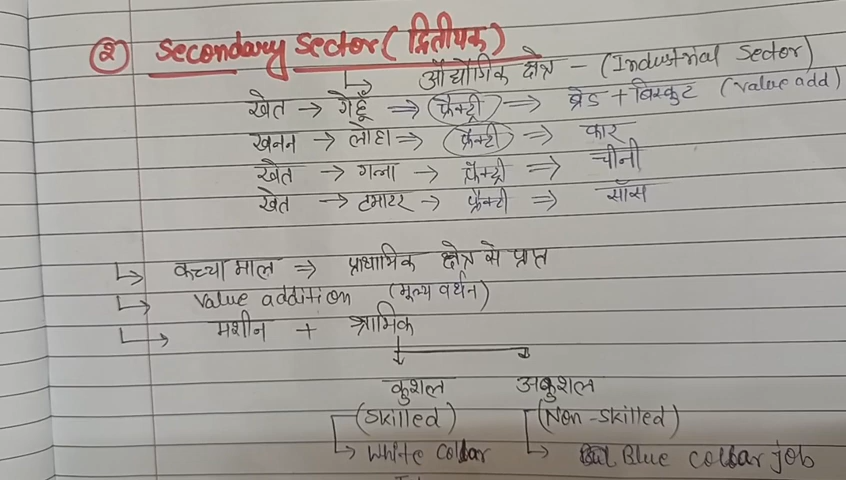 २ Secondary Sector (द्वितीयक)
↳ औद्योगिक क्षेत्र - (Industrial Sector)
खेत → गेहूँ ⇒ फैक्ट्री ⇒ ब्रेड + बिस्कुट (value add)
खनन → लोहा ⇒ फैक्ट्री ⇒ कार
खेत → गन्ना → फैक्ट्री ⇒ चीनी
खेत → टमाटर → फैक्ट्री ⇒ सॉस
↳ कच्चा माल ⇒ प्राथमिक क्षेत्र से प्राप्त
↳ value addition (मूल्य वर्धन)
↳ मशीन + श्रमिक
कुशल अकुशल
(Skilled) (Non-skilled)
↳ White collar ↳ Blue collar job